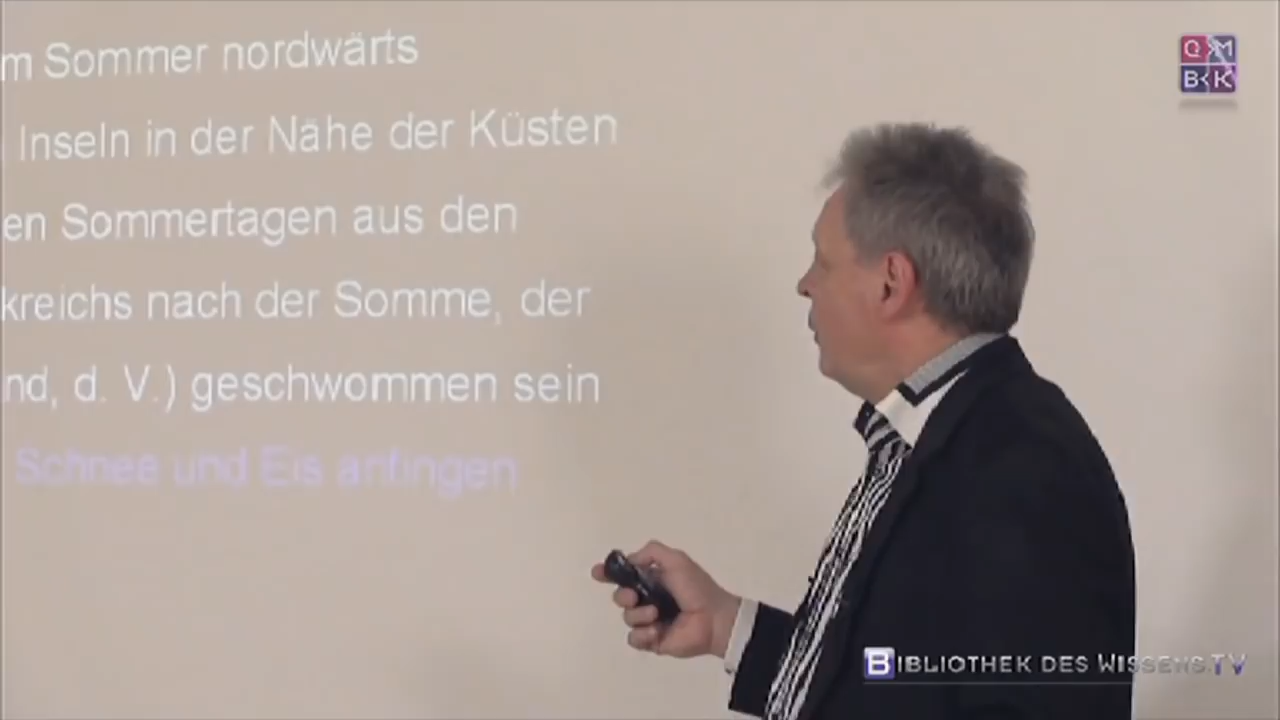 m Sommer nordwärts
Inseln in der Nähe der Küsten
en Sommertagen aus den
kreichs nach der Somme, der
nd, d. V.) geschwommen sein
Schnee und Eis anfingen
QMBK
BIBLIOTHEK DES WISSENS.TV